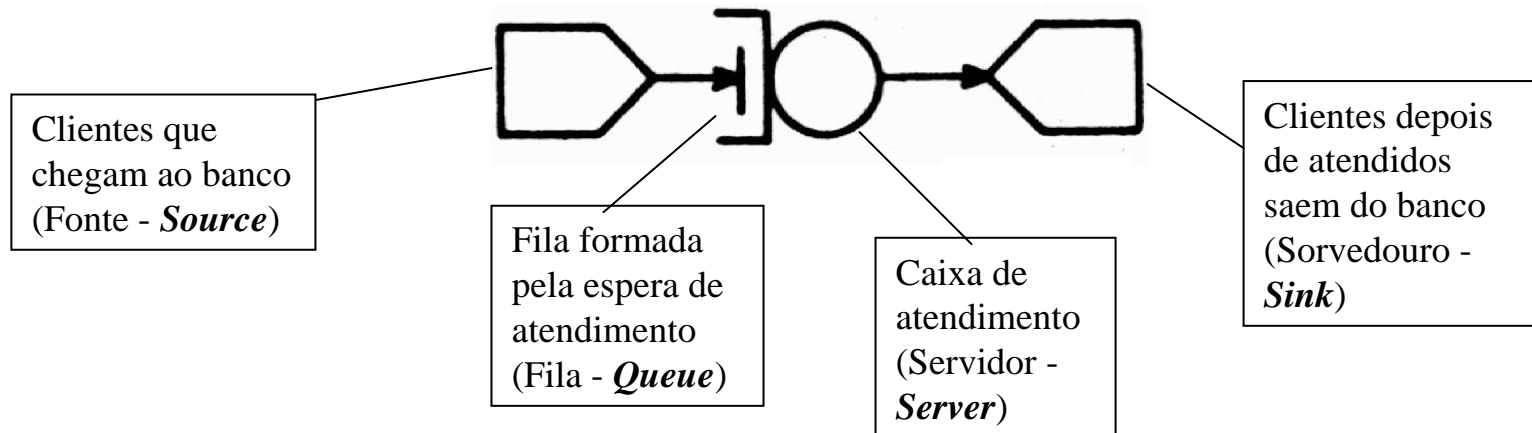 Clientes que
chegam ao banco
(Fonte - Source)
Fila formada
pela espera de
atendimento
(Fila - Queue)
Caixa de
atendimento
(Servidor -
Server)
Clientes depois
de atendidos
saem do banco
(Sorvedouro -
Sink)